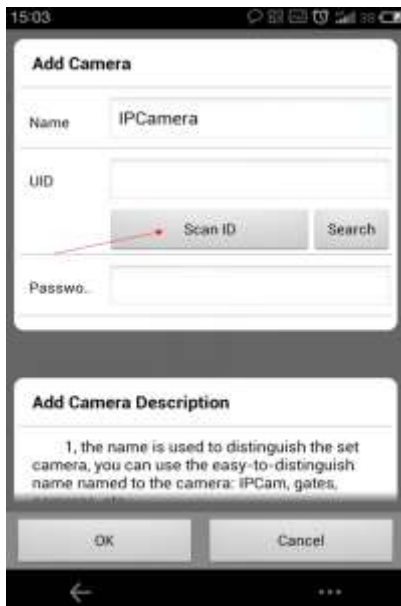 15:03
Add Camera
Name IPCamera
UID
Scan ID Search
Passwo..
Add Camera Description
1, the name is used to distinguish the set
camera, you can use the easy-to-distinguish
name named to the camera: IPCam, gates,
OK Cancel